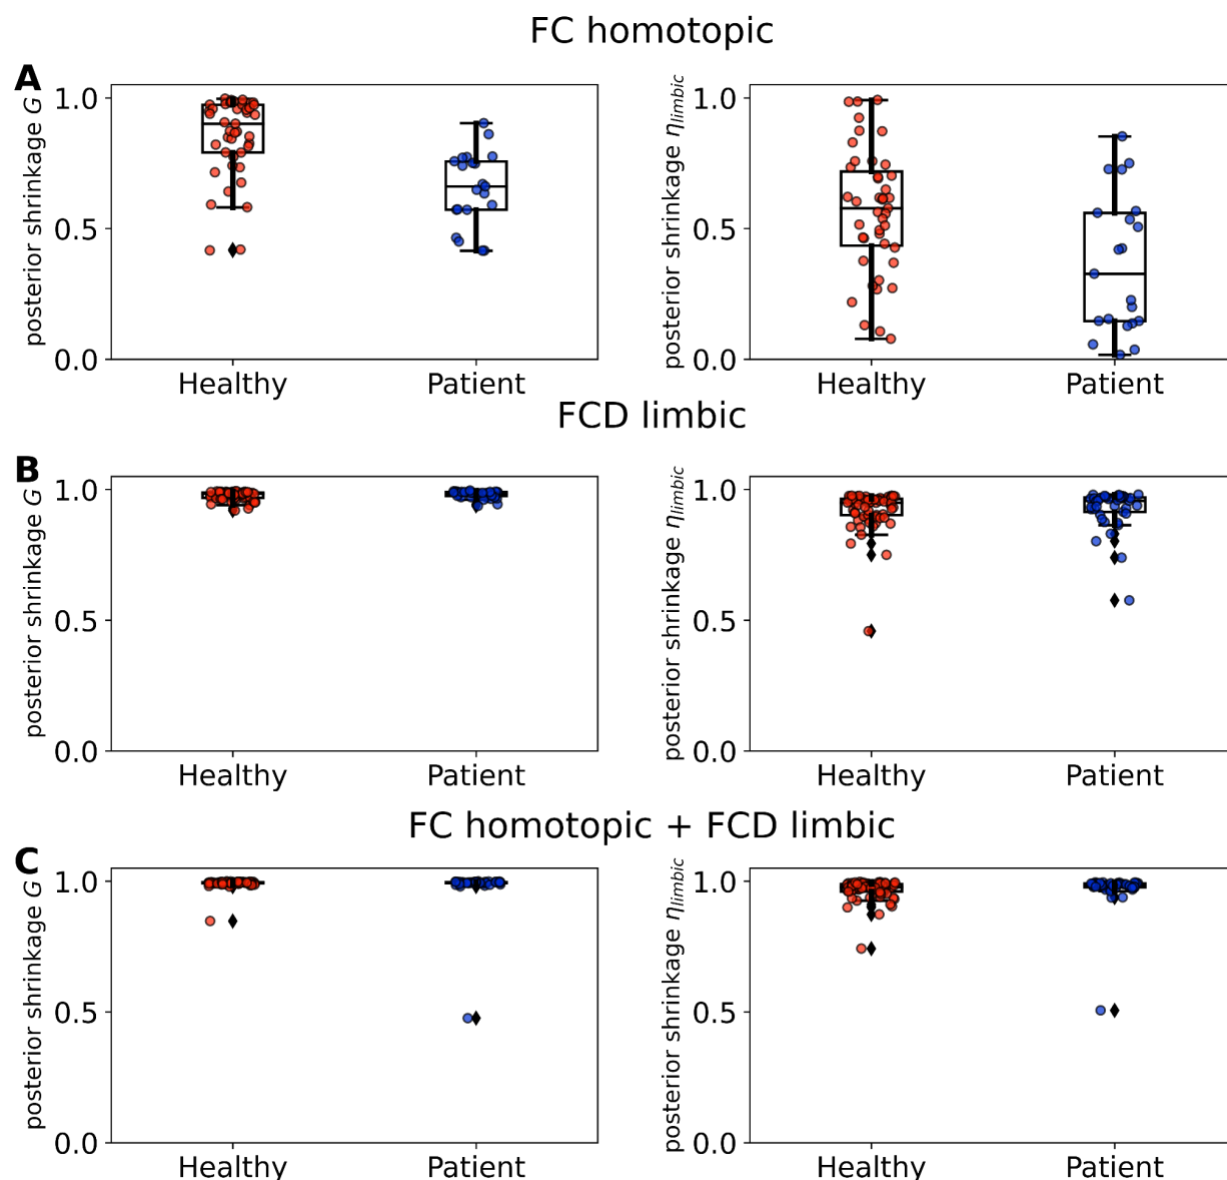 FC homotopic
A
posterior shrinkage G
1.0
0.5
0.0
Healthy
Patient
posterior shrinkage ηlimbic
1.0
0.5
0.0
Healthy
Patient
FCD limbic
B
posterior shrinkage G
1.0
0.5
0.0
Healthy
Patient
posterior shrinkage ηlimbic
1.0
0.5
0.0
Healthy
Patient
FC homotopic + FCD limbic
C
posterior shrinkage G
1.0
0.5
0.0
Healthy
Patient
posterior shrinkage ηlimbic
1.0
0.5
0.0
Healthy
Patient